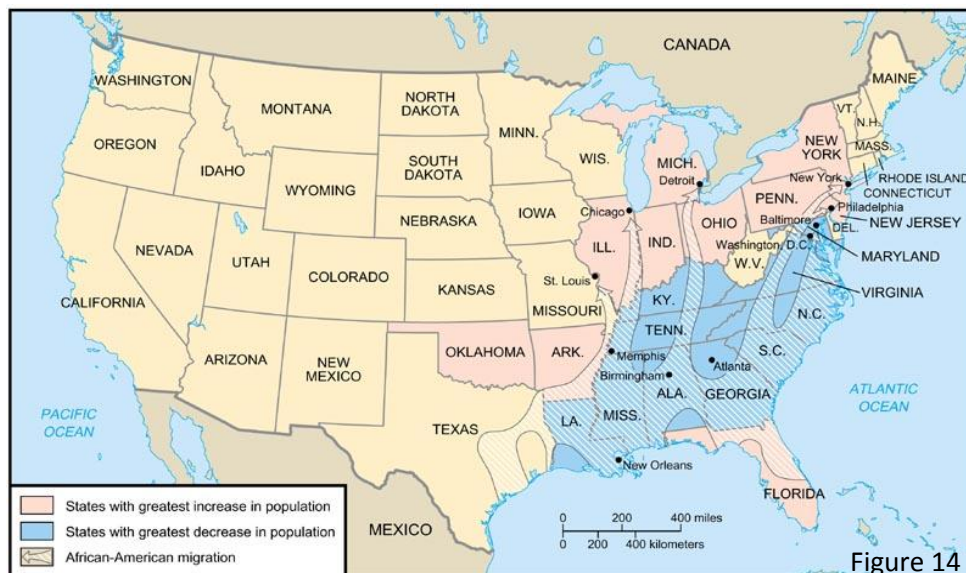 CANADA
WASHINGTON
MONTANA
NORTH
DAKOTA
MINN.
MAINE
VT.
N.H.
OREGON
IDAHO
SOUTH
DAKOTA
WIS.
MICH.
NEW
YORK
MASS.
WYOMING
Detroit
New York
RHODE ISLAND
CONNECTICUT
NEBRASKA
IOWA
Chicago
PENN.
Philadelphia
NEVADA
UTAH
COLORADO
ILL.
IND.
OHIO
Baltimore
DEL.
NEW JERSEY
Washington, D.C.
MARYLAND
CALIFORNIA
KANSAS
St. Louis
MISSOURI
W.V.
VIRGINIA
KY.
N.C.
TENN.
ARIZONA
NEW
MEXICO
OKLAHOMA
ARK.
Memphis
S.C.
Birmingham
Atlanta
PACIFIC
OCEAN
ATLANTIC
OCEAN
TEXAS
LA.
MISS.
ALA.
GEORGIA
New Orleans
FLORIDA
MEXICO
States with greatest increase in population
States with greatest decrease in population
African-American migration
0 200 400 miles
0 200 400 kilometers
Figure 14